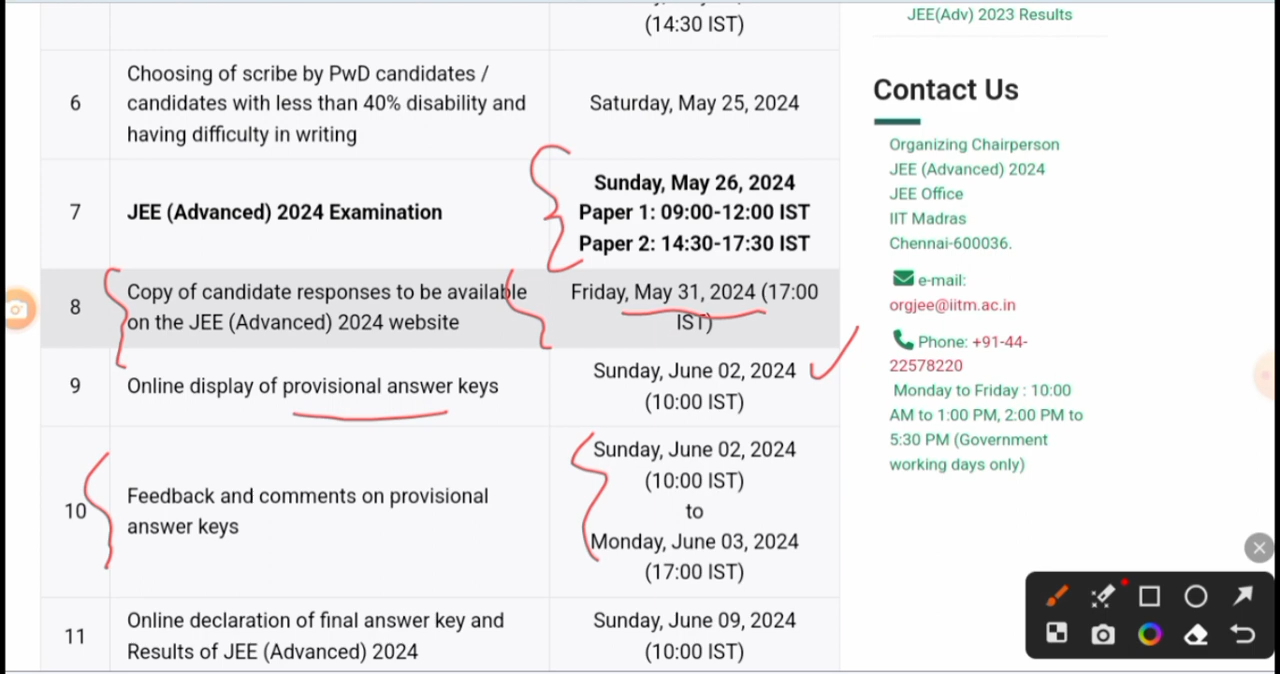 (14:30 IST)
6
Choosing of scribe by PwD candidates /
candidates with less than 40% disability and
having difficulty in writing
Saturday, May 25, 2024
7
JEE (Advanced) 2024 Examination
Sunday, May 26, 2024
Paper 1: 09:00-12:00 IST
Paper 2: 14:30-17:30 IST
8
Copy of candidate responses to be available
on the JEE (Advanced) 2024 website
Friday, May 31, 2024 (17:00
IST)
9
Online display of provisional answer keys
Sunday, June 02, 2024
(10:00 IST)
10
Feedback and comments on provisional
answer keys
Sunday, June 02, 2024
(10:00 IST)
to
Monday, June 03, 2024
(17:00 IST)
11
Online declaration of final answer key and
Results of JEE (Advanced) 2024
Sunday, June 09, 2024
(10:00 IST)
JEE(Adv) 2023 Results
Contact Us
Organizing Chairperson
JEE (Advanced) 2024
JEE Office
IIT Madras
Chennai-600036.
e-mail:
orgjee@iitm.ac.in
Phone: +91-44-
22578220
Monday to Friday : 10:00
AM to 1:00 PM, 2:00 PM to
5:30 PM (Government
working days only)